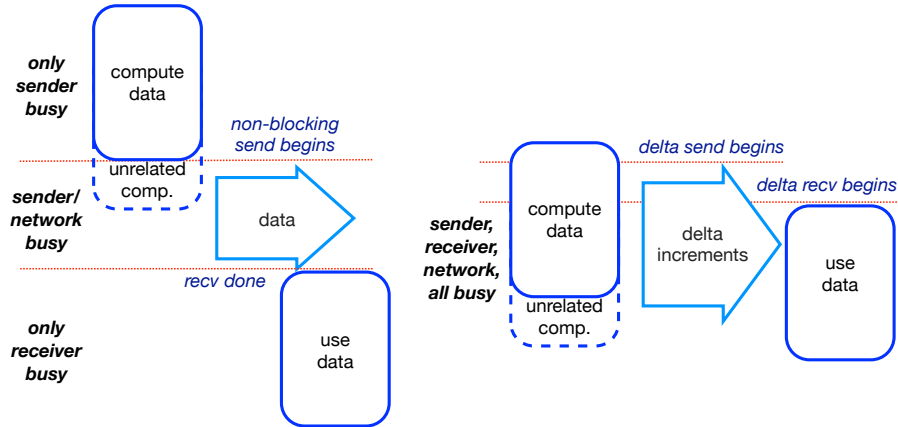 only
sender
busy
compute
data
non-blocking
send begins
unrelated
comp.
sender/
network
busy
data
recv done
only
receiver
busy
use
data
delta send begins
delta recv begins
compute
data
sender,
receiver,
network,
all busy
delta
increments
use
data
unrelated
comp.